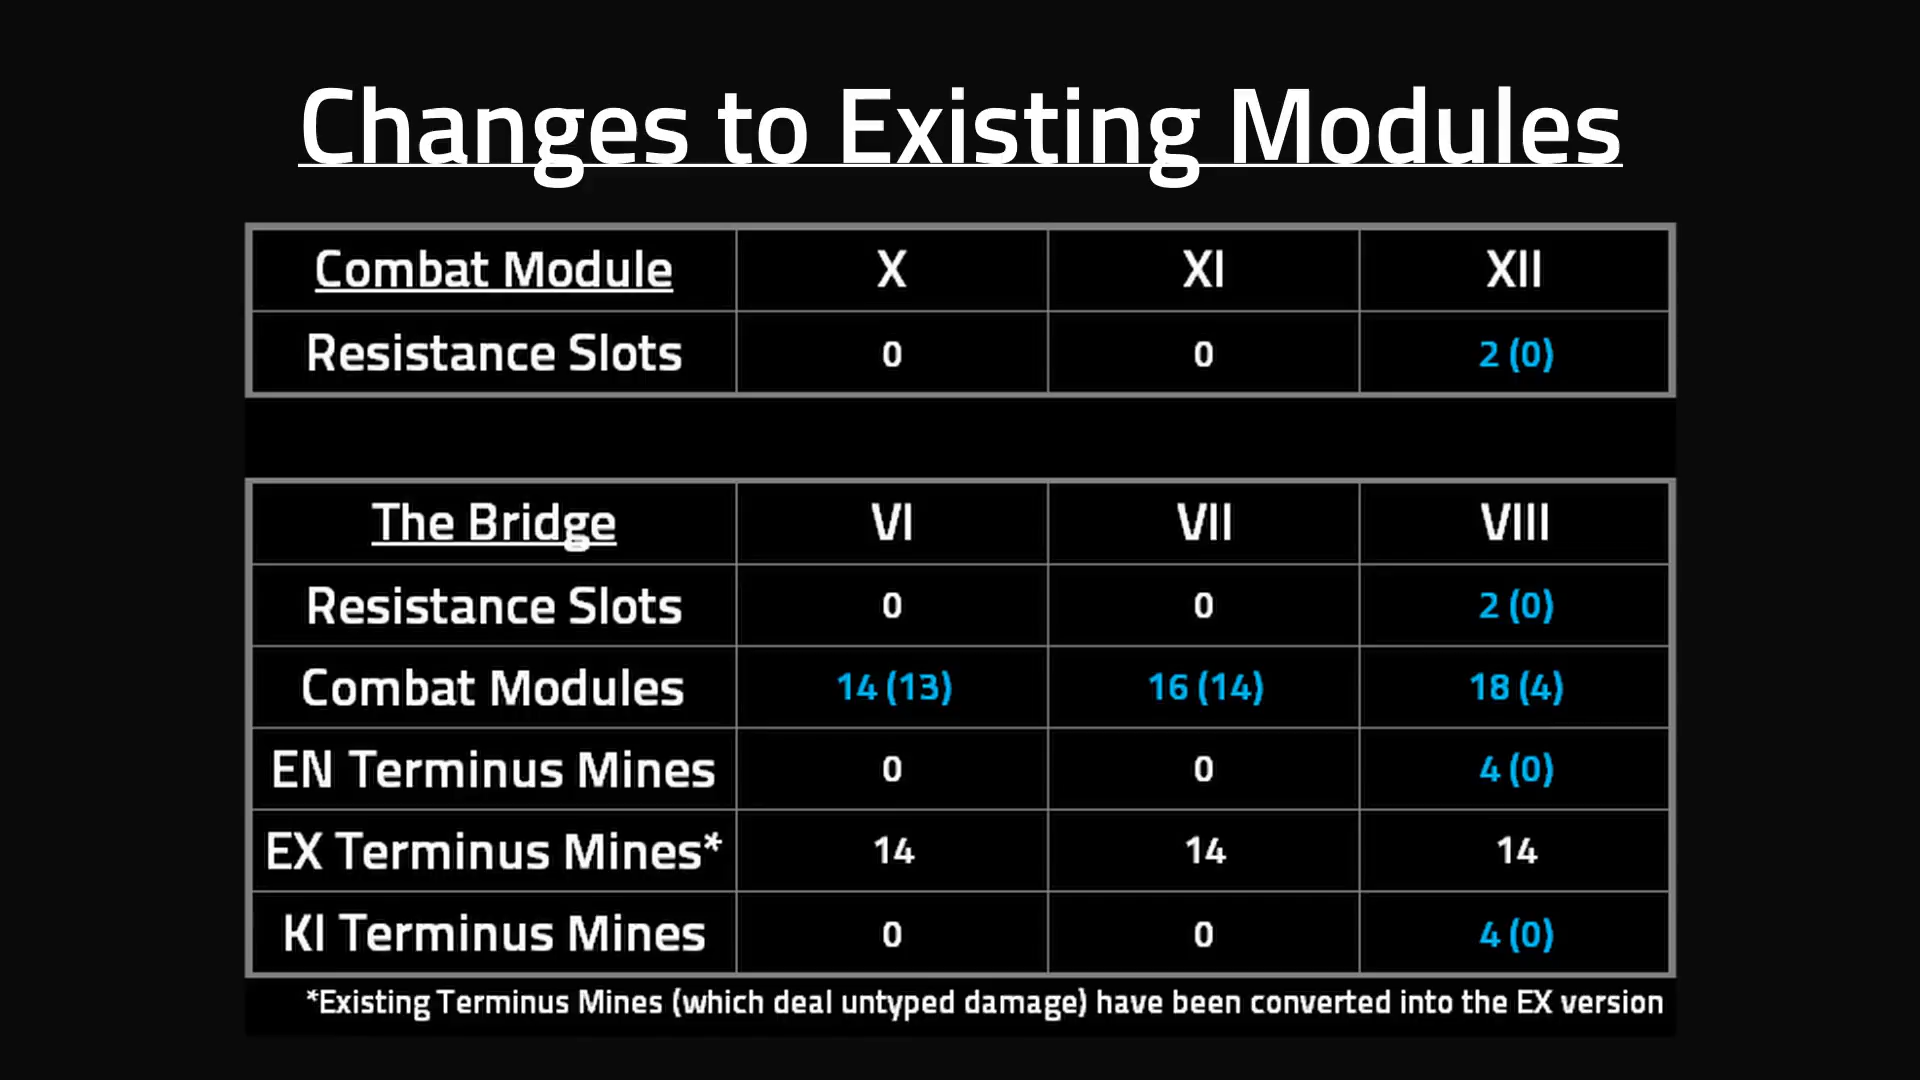 Changes to Existing Modules
Combat Module X XI XII
Resistance Slots 0 0 2 (0)
The Bridge VI VII VIII
Resistance Slots 0 0 2 (0)
Combat Modules 14 (13) 16 (14) 18 (4)
EN Terminus Mines 0 0 4 (0)
EX Terminus Mines* 14 14 14
KI Terminus Mines 0 0 4 (0)
*Existing Terminus Mines (which deal untyped damage) have been converted into the EX version